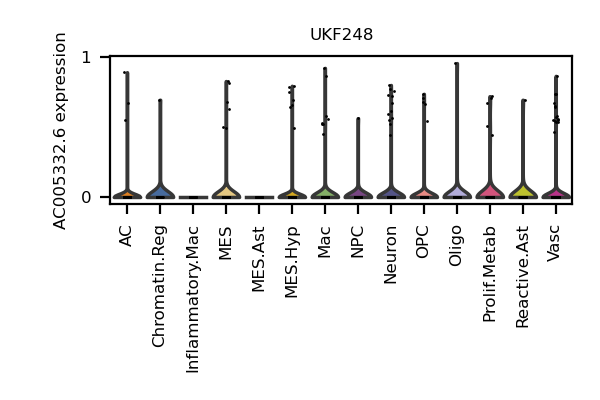 UKF248
AC005332.6 expression
1
0
AC
Chromatin.Reg
Inflammatory.Mac
MES
MES.Ast
MES.Hyp
Mac
NPC
Neuron
OPC
Oligo
Prolif.Metab
Reactive.Ast
Vasc